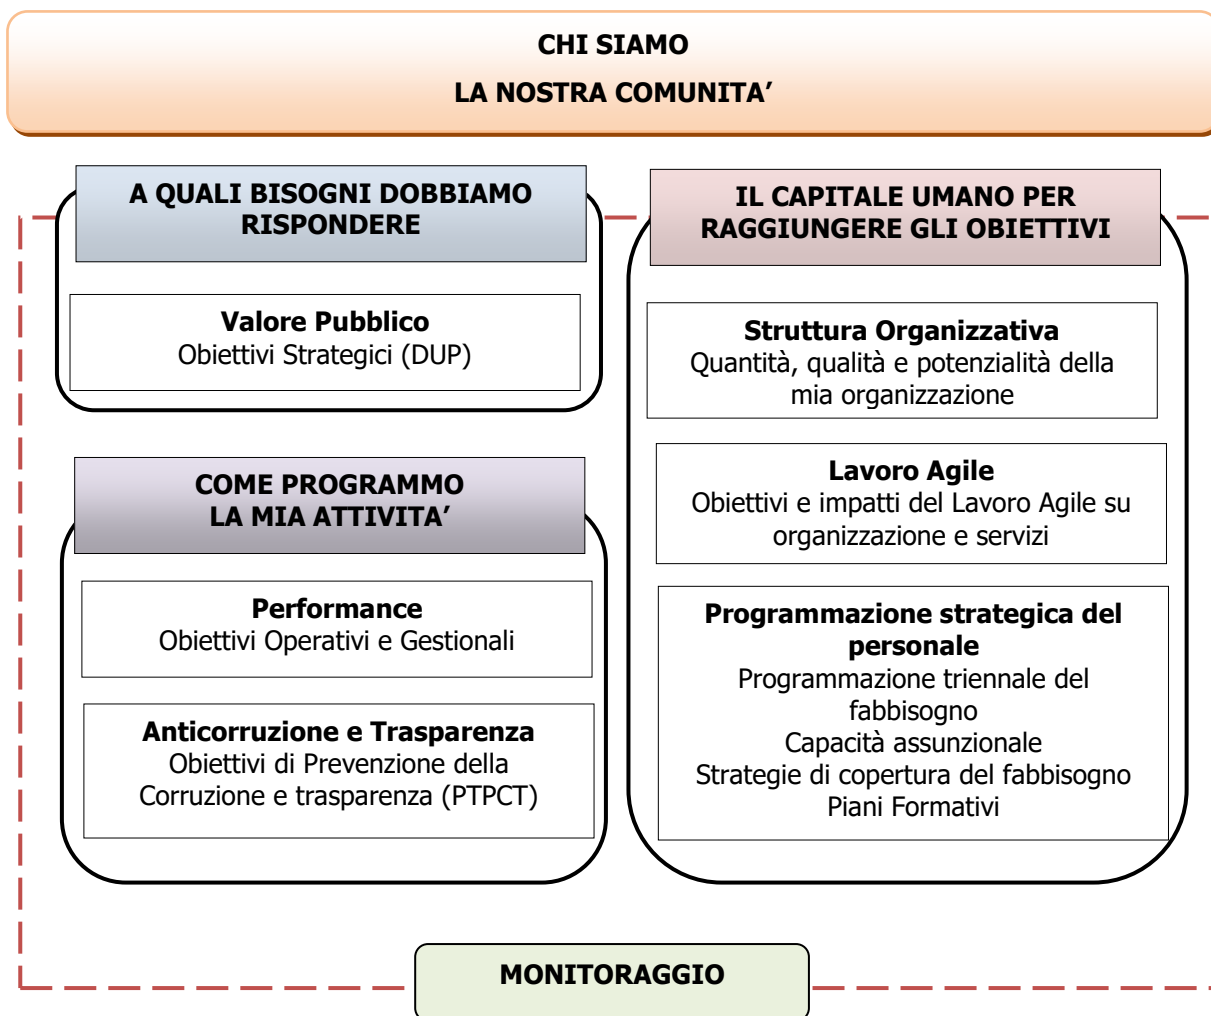 CHI SIAMO
LA NOSTRA COMUNITA’
A QUALI BISOGNI DOBBIAMO
RISPONDERE
Valore Pubblico
Obiettivi Strategici (DUP)
COME PROGRAMMO
LA MIA ATTIVITA’
Performance
Obiettivi Operativi e Gestionali
Anticorruzione e Trasparenza
Obiettivi di Prevenzione della
Corruzione e trasparenza (PTPCT)
IL CAPITALE UMANO PER
RAGGIUNGERE GLI OBIETTIVI
Struttura Organizzativa
Quantità, qualità e potenzialità della
mia organizzazione
Lavoro Agile
Obiettivi e impatti del Lavoro Agile su
organizzazione e servizi
Programmazione strategica del
personale
Programmazione triennale del
fabbisogno
Capacità assunzionale
Strategie di copertura del fabbisogno
Piani Formativi
MONITORAGGIO